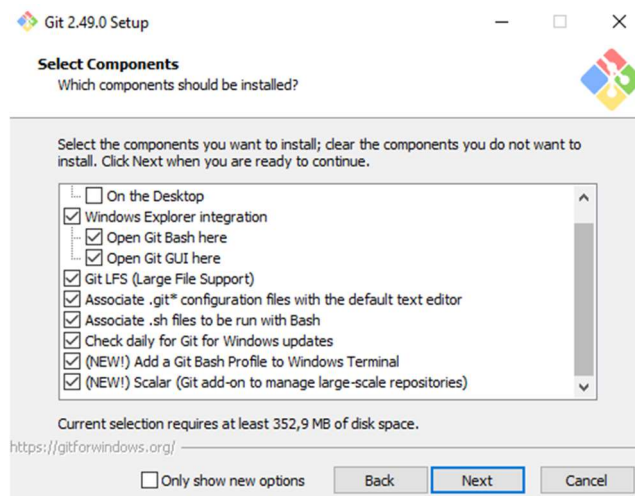 Git 2.49.0 Setup
Select Components
Which components should be installed?
Select the components you want to install; clear the components you do not want to
install. Click Next when you are ready to continue.
On the Desktop
Windows Explorer integration
Open Git Bash here
Open Git GUI here
Git LFS (Large File Support)
Associate .git* configuration files with the default text editor
Associate .sh files to be run with Bash
Check daily for Git for Windows updates
(NEW!) Add a Git Bash Profile to Windows Terminal
(NEW!) Scalar (Git add-on to manage large-scale repositories)
Current selection requires at least 352,9 MB of disk space.
https://gitforwindows.org/
Only show new options Back Next Cancel